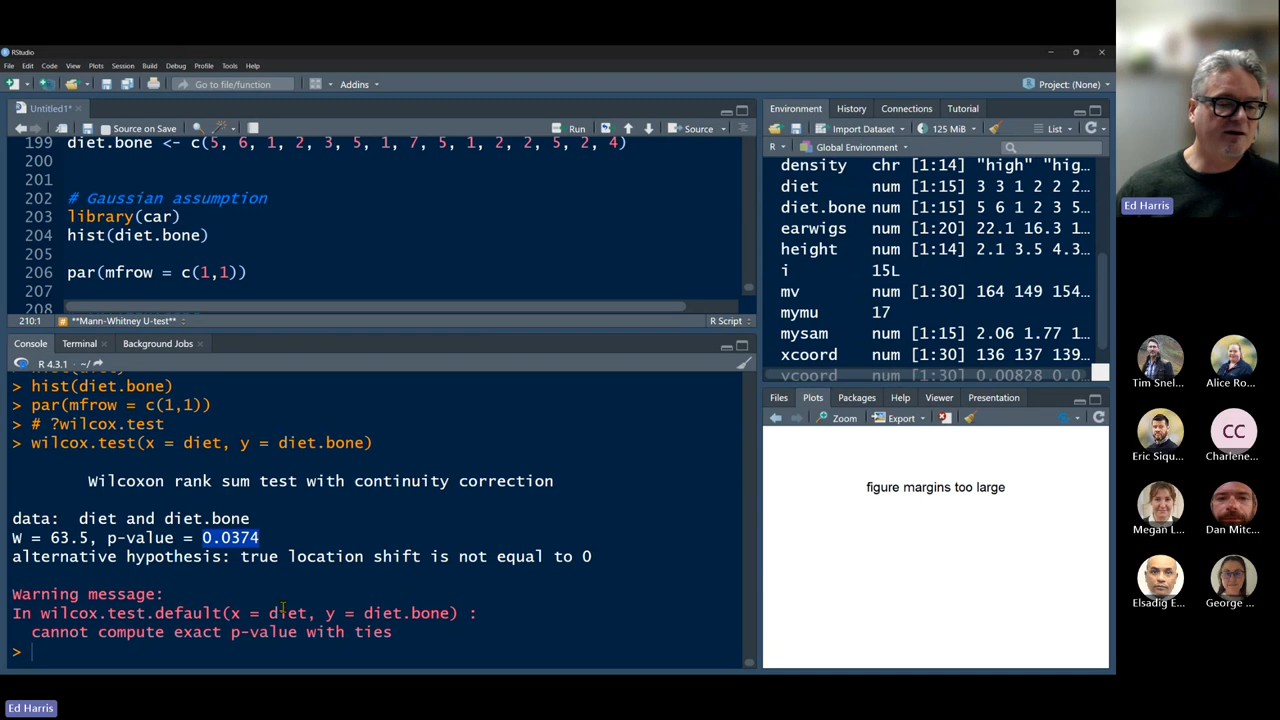 RStudio
File Edit Code View Plots Session Build Debug Profile Tools Help
Go to file/function Addins Project: (None)
Untitled1*
Source on Save Run Source
199 diet.bone <- c(5, 6, 1, 2, 3, 5, 1, 7, 5, 1, 2, 2, 5, 2, 4)
200
201
202 # Gaussian assumption
203 library(car)
204 hist(diet.bone)
205
206 par(mfrow = c(1,1))
207
208
210:1 **Mann-Whitney U-test** R Script
Console Terminal Background Jobs
R 4.3.1 · ~/
> hist(diet.bone)
> par(mfrow = c(1,1))
> # ?wilcox.test
> wilcox.test(x = diet, y = diet.bone)
Wilcoxon rank sum test with continuity correction
data: diet and diet.bone
W = 63.5, p-value = 0.0374
alternative hypothesis: true location shift is not equal to 0
Warning message:
In wilcox.test.default(x = diet, y = diet.bone) :
cannot compute exact p-value with ties
>
Environment History Connections Tutorial
Import Dataset 125 MiB List
R Global Environment
density chr [1:14] "high" "hig…
diet num [1:15] 3 3 1 2 2 2…
diet.bone num [1:15] 5 6 1 2 3 5…
earwigs num [1:20] 22.1 16.3 1…
height num [1:14] 2.1 3.5 4.3…
i 15L
mv num [1:30] 164 149 154…
mymu 17
mysam num [1:15] 2.06 1.77 1…
xcoord num [1:30] 136 137 139…
ycoord num [1:30] 0.00828 0.0…
Files Plots Packages Help Viewer Presentation
Zoom Export
figure margins too large
Ed Harris
Tim Snel... Alice Ro...
Eric Siqu... CC Charlene...
Megan L... Dan Mitc...
Elsadig E... George ...
Ed Harris